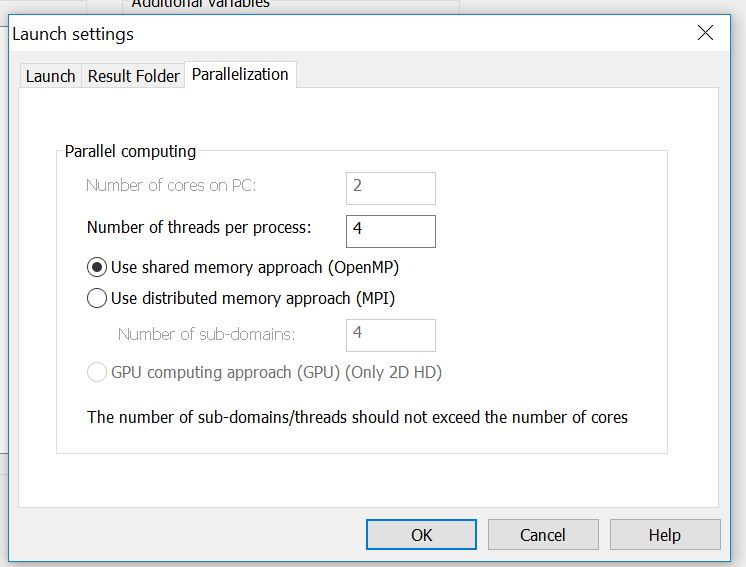 Additional Variables
Launch settings
Launch Result Folder Parallelization
Parallel computing
Number of cores on PC: 2
Number of threads per process: 4
Use shared memory approach (OpenMP)
Use distributed memory approach (MPI)
Number of sub-domains: 4
GPU computing approach (GPU) (Only 2D HD)
The number of sub-domains/threads should not exceed the number of cores
OK Cancel Help